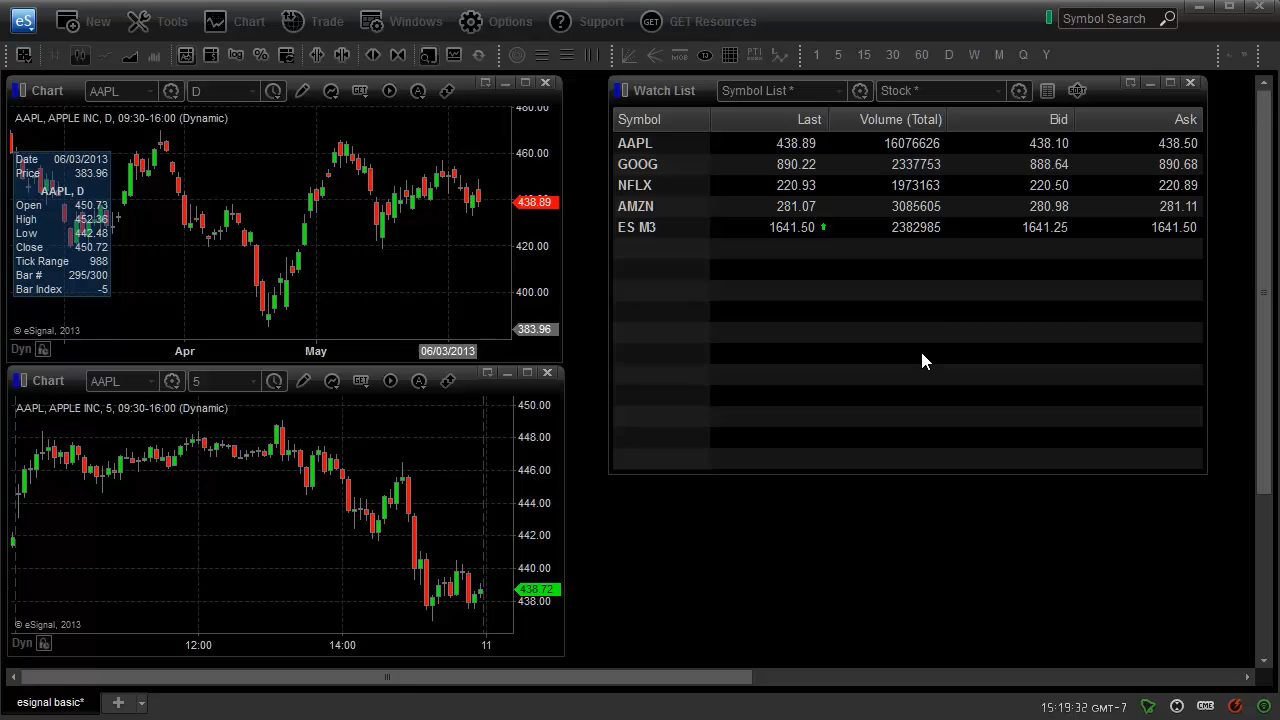 eS New Tools Chart Trade Windows Options Support GET GET Resources Symbol Search
1 5 15 30 60 D W M Q Y
Chart AAPL D GET
AAPL, APPLE INC, D, 09:30-16:00 (Dynamic)
Date 06/03/2013
Price 383.96
AAPL, D
Open 450.73
High 452.36
Low 442.48
Close 450.72
Tick Range 988
Bar # 295/300
Bar Index -5
460.00
438.89
420.00
400.00
383.96
© eSignal, 2013
Dyn
Apr May 06/03/2013
Chart AAPL 5 GET
AAPL, APPLE INC, 5, 09:30-16:00 (Dynamic)
450.00
448.00
446.00
444.00
442.00
440.00
438.72
438.00
© eSignal, 2013
Dyn
12:00 14:00 11
Watch List Symbol List * Stock *
Symbol Last Volume (Total) Bid Ask
AAPL 438.89 16076626 438.10 438.50
GOOG 890.22 2337753 888.64 890.68
NFLX 220.93 1973163 220.50 220.89
AMZN 281.07 3085605 280.98 281.11
ES M3 1641.50 2382985 1641.25 1641.50
esignal basic*
15:19:32 GMT-7